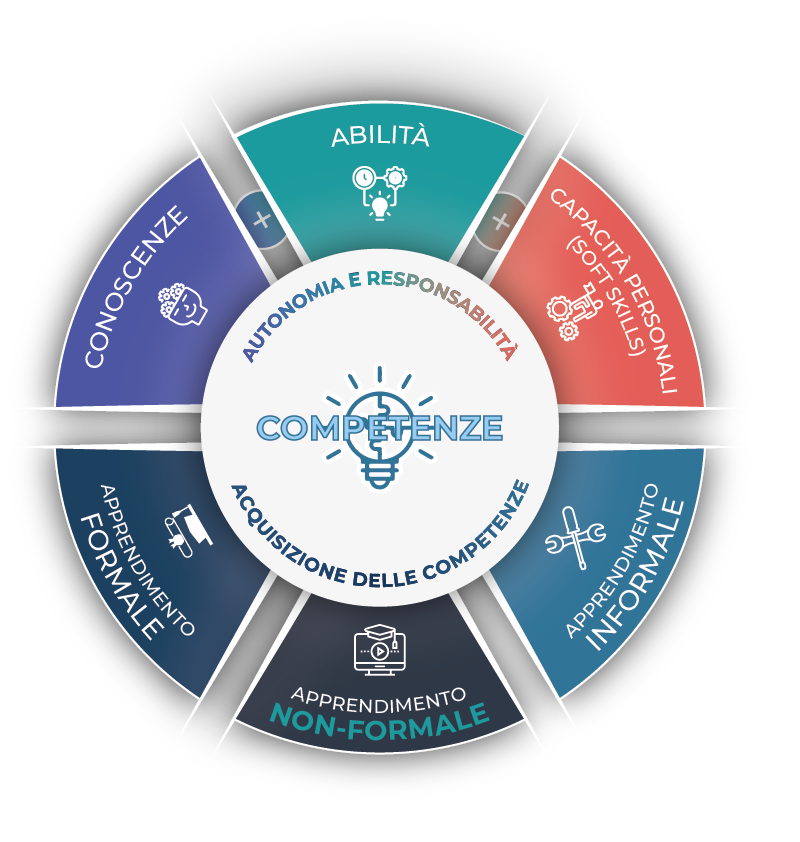 ABILITÀ
CONOSCENZE
+
+
CAPACITÀ PERSONALI
(SOFT SKILLS)
AUTONOMIA E RESPONSABILITÀ
COMPETENZE
ACQUISIZIONE DELLE COMPETENZE
APPRENDIMENTO
FORMALE
APPRENDIMENTO
NON-FORMALE
APPRENDIMENTO
INFORMALE